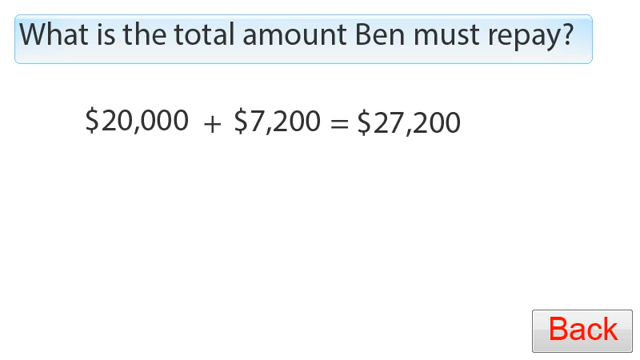 What is the total amount Ben must repay?
$20,000 + $7,200 = $27,200
Back